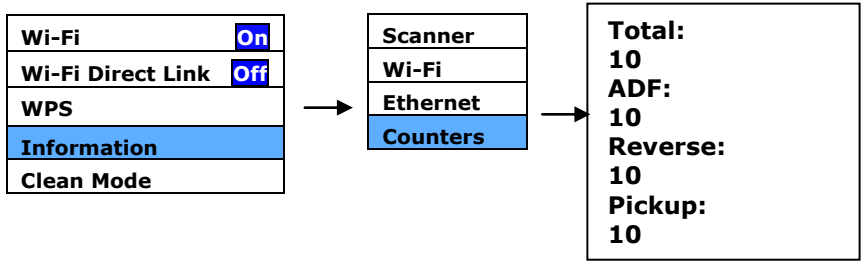 Wi-Fi On
Wi-Fi Direct Link Off
WPS
Information
Clean Mode
Scanner
Wi-Fi
Ethernet
Counters
Total:
10
ADF:
10
Reverse:
10
Pickup:
10